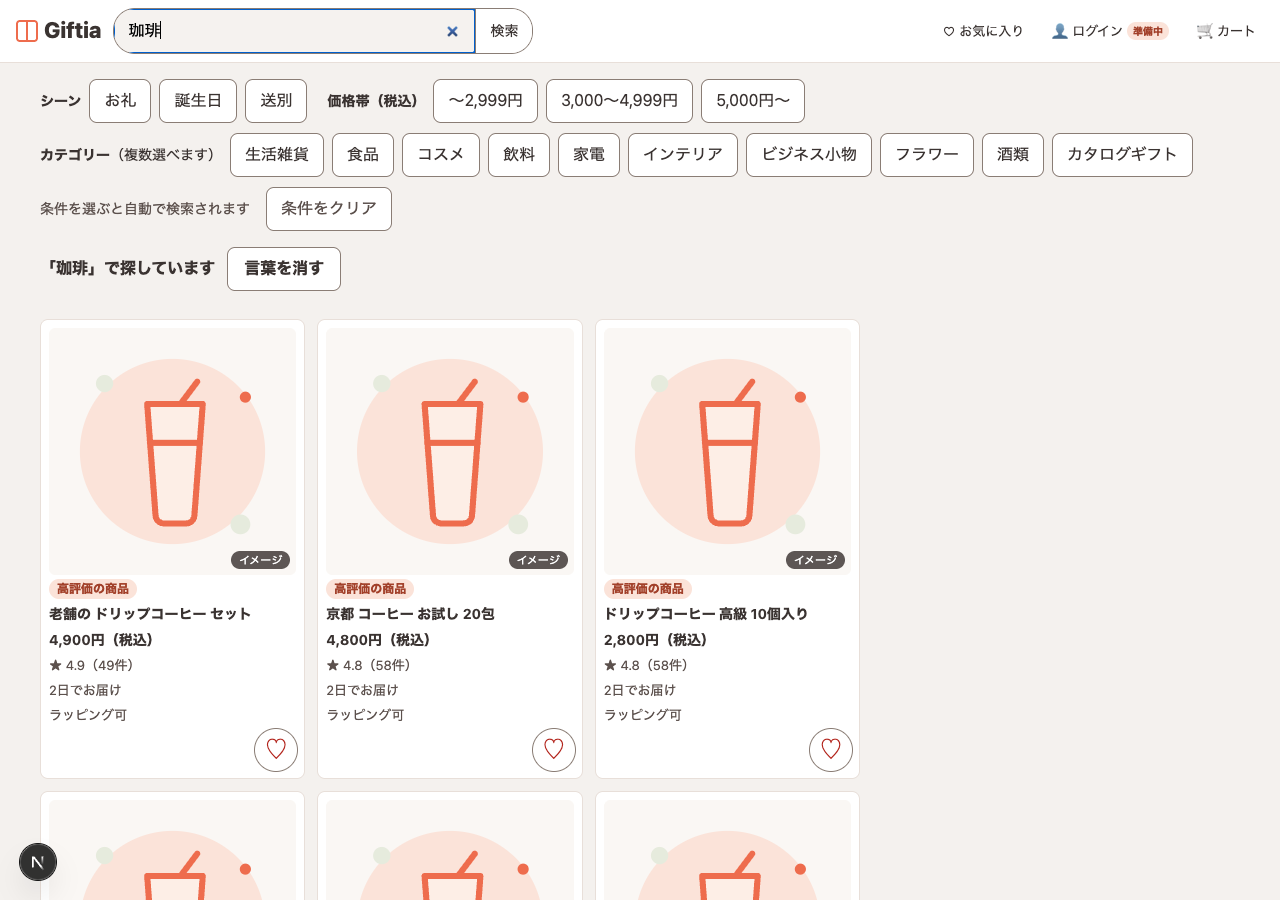 Giftia
珈琲
検索
♡ お気に入り
ログイン 準備中
カート
シーン お礼 誕生日 送別 価格帯（税込） 〜2,999円 3,000〜4,999円 5,000円〜
カテゴリー（複数選べます） 生活雑貨 食品 コスメ 飲料 家電 インテリア ビジネス小物 フラワー 酒類 カタログギフト
条件を選ぶと自動で検索されます 条件をクリア
「珈琲」で探しています 言葉を消す
イメージ
高評価の商品
老舗の ドリップコーヒー セット
4,900円（税込）
★ 4.9（49件）
2日でお届け
ラッピング可
イメージ
高評価の商品
京都 コーヒー お試し 20包
4,800円（税込）
★ 4.8（58件）
2日でお届け
ラッピング可
イメージ
高評価の商品
ドリップコーヒー 高級 10個入り
2,800円（税込）
★ 4.8（58件）
2日でお届け
ラッピング可
N